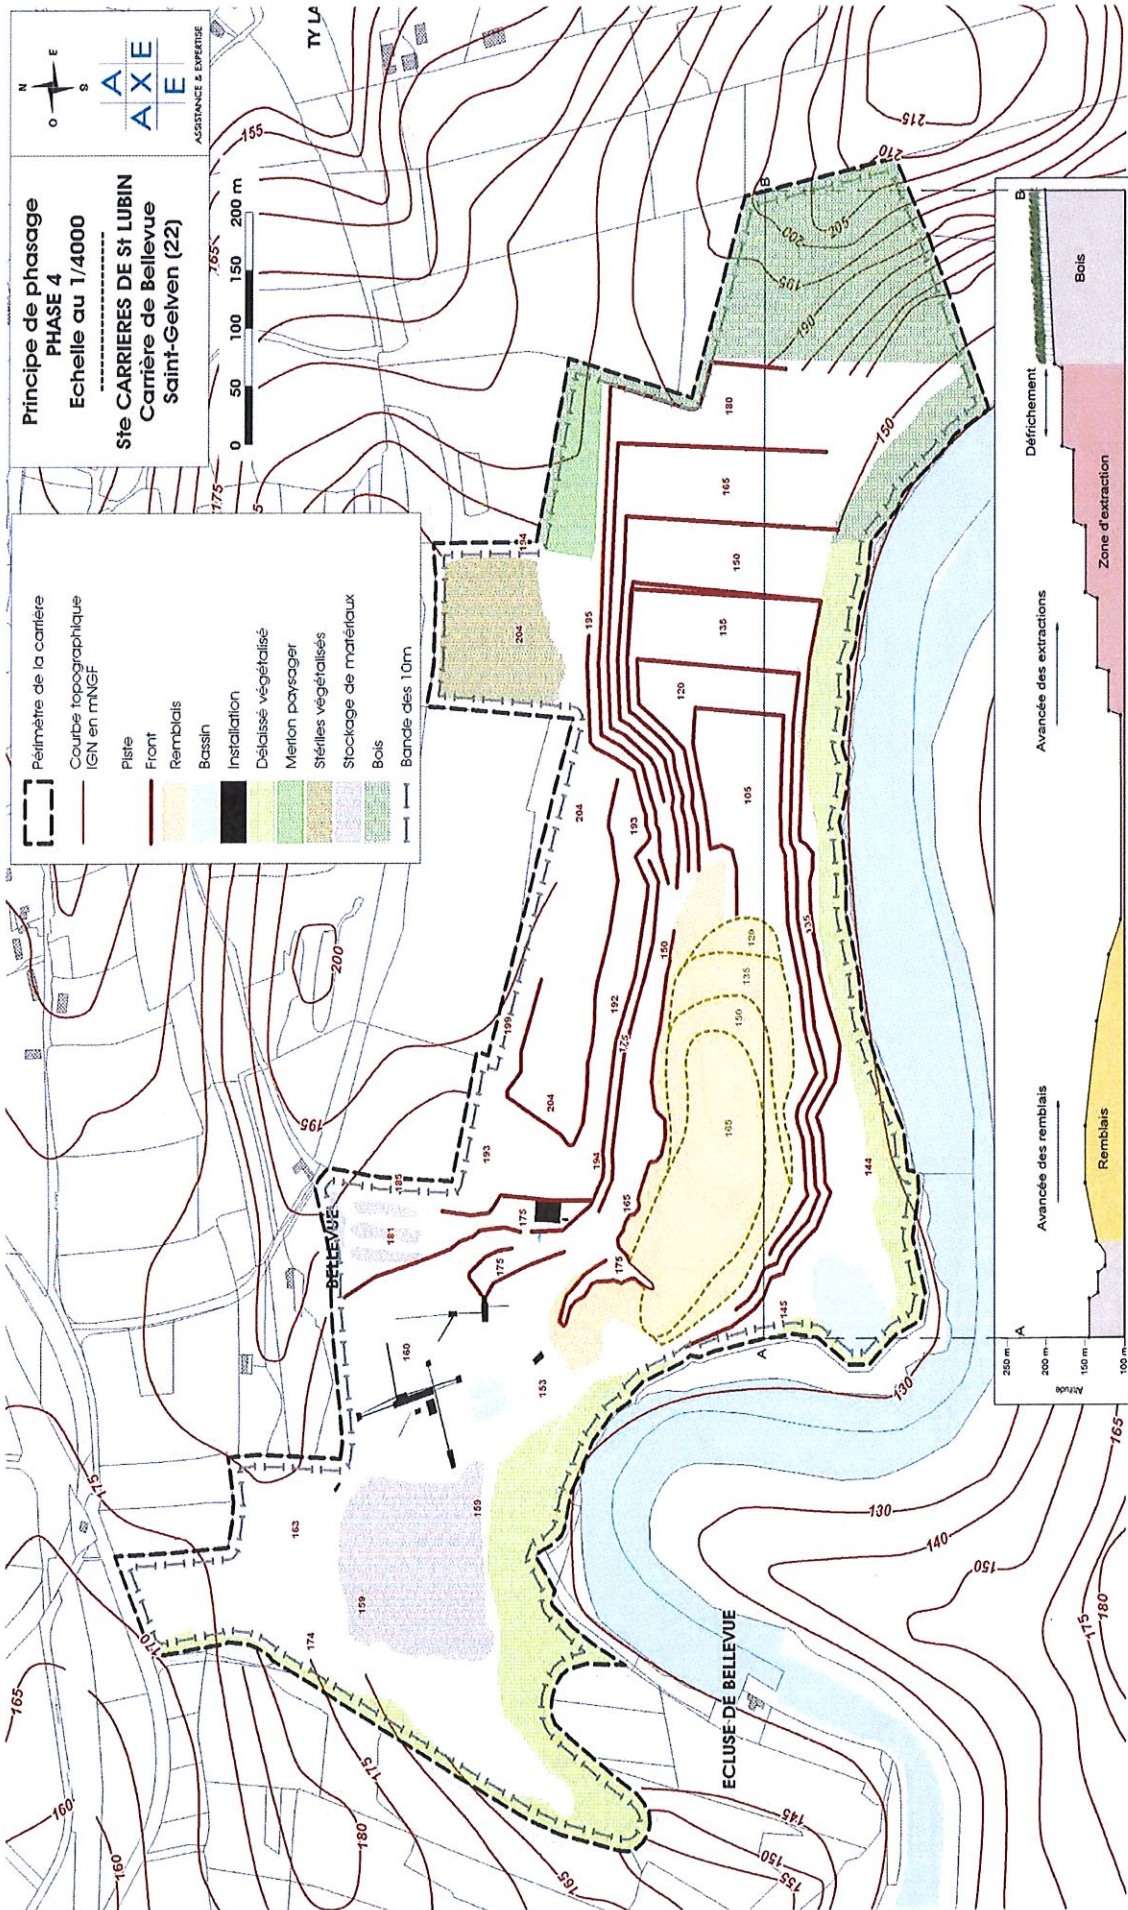 Principe de phasage
PHASE 4
Echelle au 1/4000
Ste CARRIERES DE St LUBIN
Carrière de Bellevue
Saint-Gelven (22)
N
O
E
S
A
AXE
E
ASSISTANCE & EXPERTISE
0 50 100 150 200 m
Périmètre de la carrière
Courbe topographique
IGN en mNGF
Piste
Front
Remblais
Bassin
Installation
Délaissé végétalisé
Merlon paysager
Stériles végétalisés
Stockage de matériaux
Bois
Bande des 10m
TY LA
BELLEVUE
ECLUSE DE BELLEVUE
155
165
175
215
210
205
200
195
190
150
180
165
150
135
120
105
194
204
195
204
193
150
192
199
204
193
194
185
181
175
175
175
165
160
153
163
159
159
174
144
145
135
120
135
150
165
200
195
175
170
165
160
160
180
175
165
155
150
145
130
130
140
150
175
180
165
A
B
A
B
250 m
200 m
150 m
100 m
Altitude
Avancée des remblais
Remblais
Avancée des extractions
Zone d'extraction
Défrichement
Bois